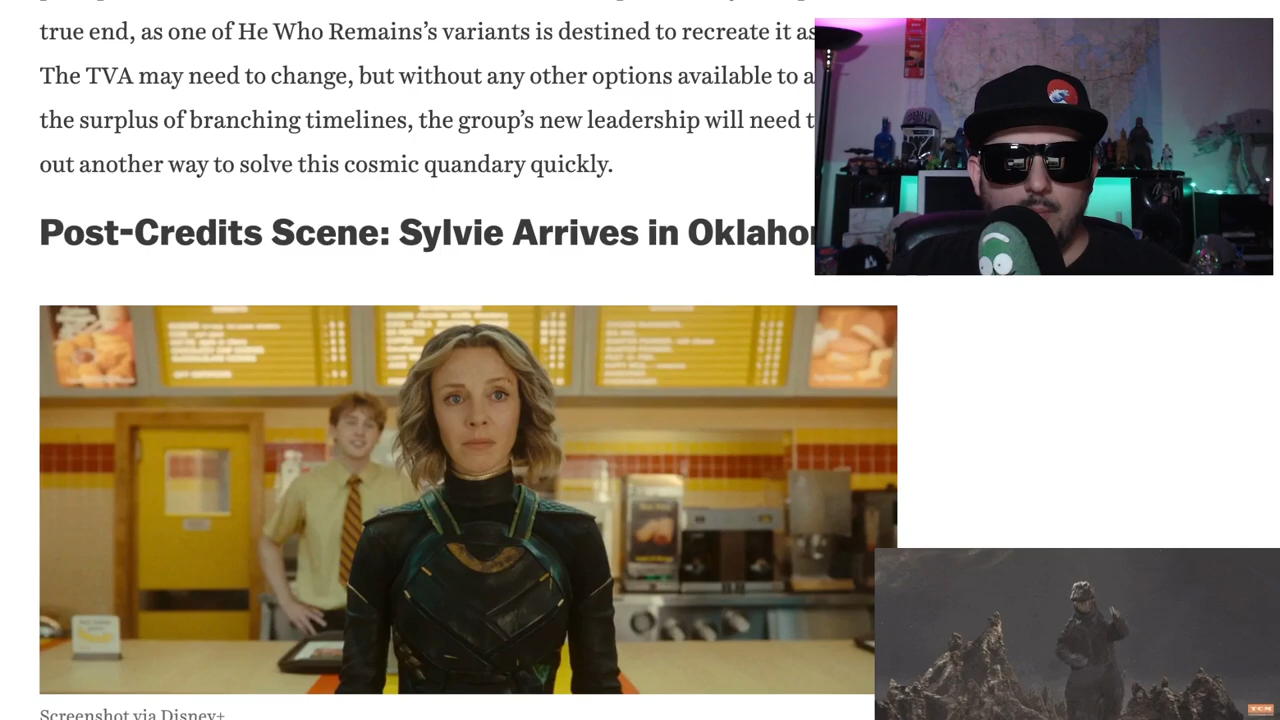 true end, as one of He Who Remains’s variants is destined to recreate it as
The TVA may need to change, but without any other options available to a
the surplus of branching timelines, the group’s new leadership will need t
out another way to solve this cosmic quandary quickly.
Post-Credits Scene: Sylvie Arrives in Oklaho
Screenshot via Disney+
TCM